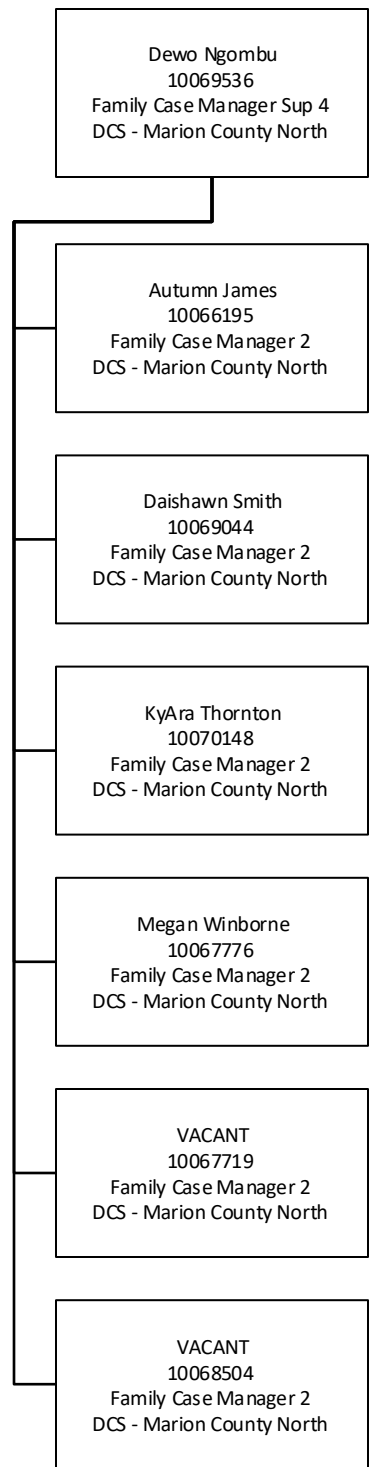 Dewo Ngombu
10069536
Family Case Manager Sup 4
DCS - Marion County North
Autumn James
10066195
Family Case Manager 2
DCS - Marion County North
Daishawn Smith
10069044
Family Case Manager 2
DCS - Marion County North
KyAra Thornton
10070148
Family Case Manager 2
DCS - Marion County North
Megan Winborne
10067776
Family Case Manager 2
DCS - Marion County North
VACANT
10067719
Family Case Manager 2
DCS - Marion County North
VACANT
10068504
Family Case Manager 2
DCS - Marion County North